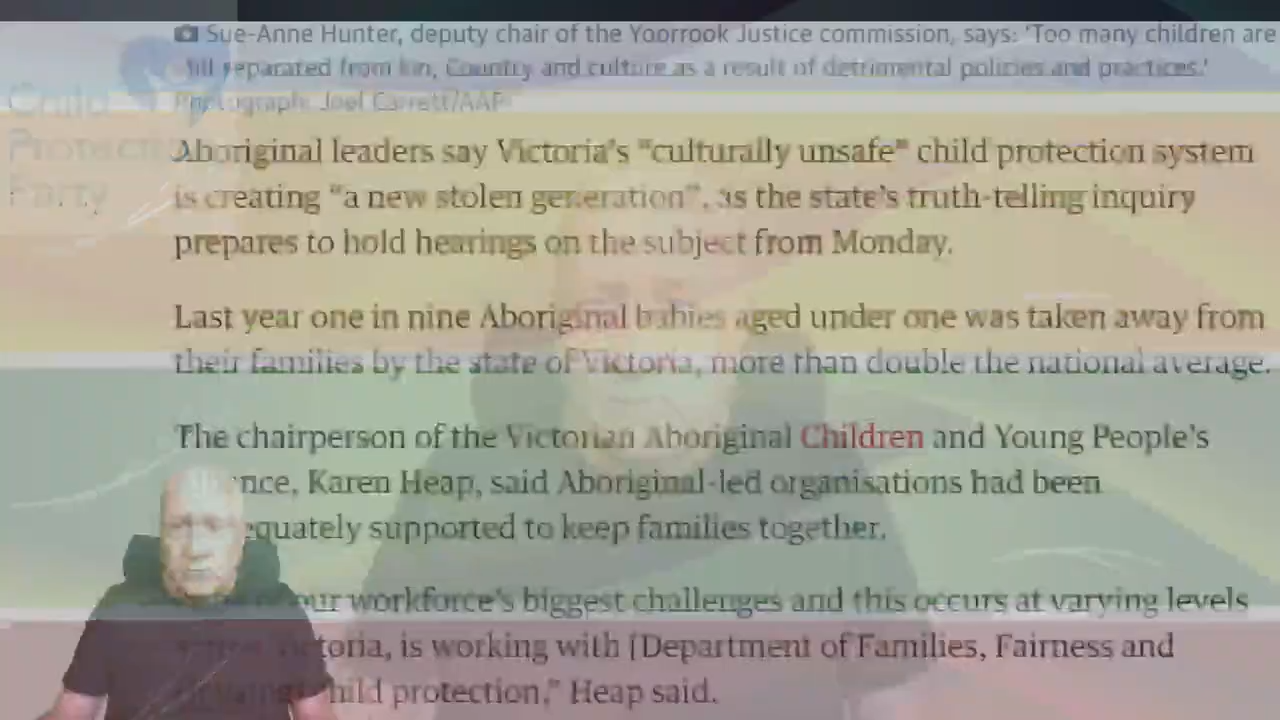 Sue-Anne Hunter, deputy chair of the Yoorrook Justice commission, says: 'Too many children are
still separated from kin, Country and culture as a result of detrimental policies and practices.'
Photograph: Joel Carrett/AAP
Child
Protection
Party
Aboriginal leaders say Victoria's "culturally unsafe" child protection system
is creating "a new stolen generation", as the state's truth-telling inquiry
prepares to hold hearings on the subject from Monday.
Last year one in nine Aboriginal babies aged under one was taken away from
their families by the state of Victoria, more than double the national average.
The chairperson of the Victorian Aboriginal Children and Young People's
Karen Heap, said Aboriginal-led organisations had been
supported to keep families together.
our workforce's biggest challenges and this occurs at varying levels
is working with [Department of Families, Fairness and
child protection," Heap said.